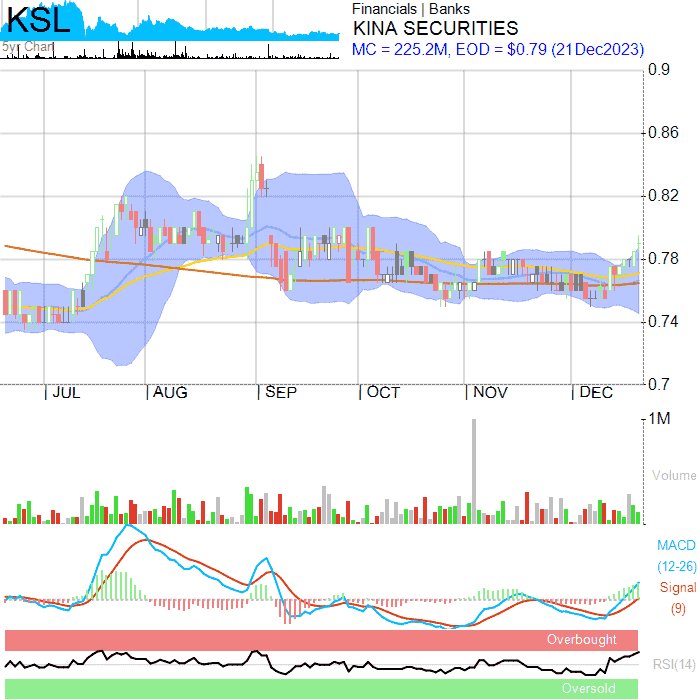 KSL
5yr Chart
Financials | Banks
KINA SECURITIES
MC = 225.2M, EOD = $0.79 (21Dec2023)
0.9
0.86
0.82
0.78
0.74
0.7
| JUL | AUG | SEP | OCT | NOV | DEC
1M
Volume
MACD
(12-26)
Signal
(9)
Overbought
RSI(14)
Oversold